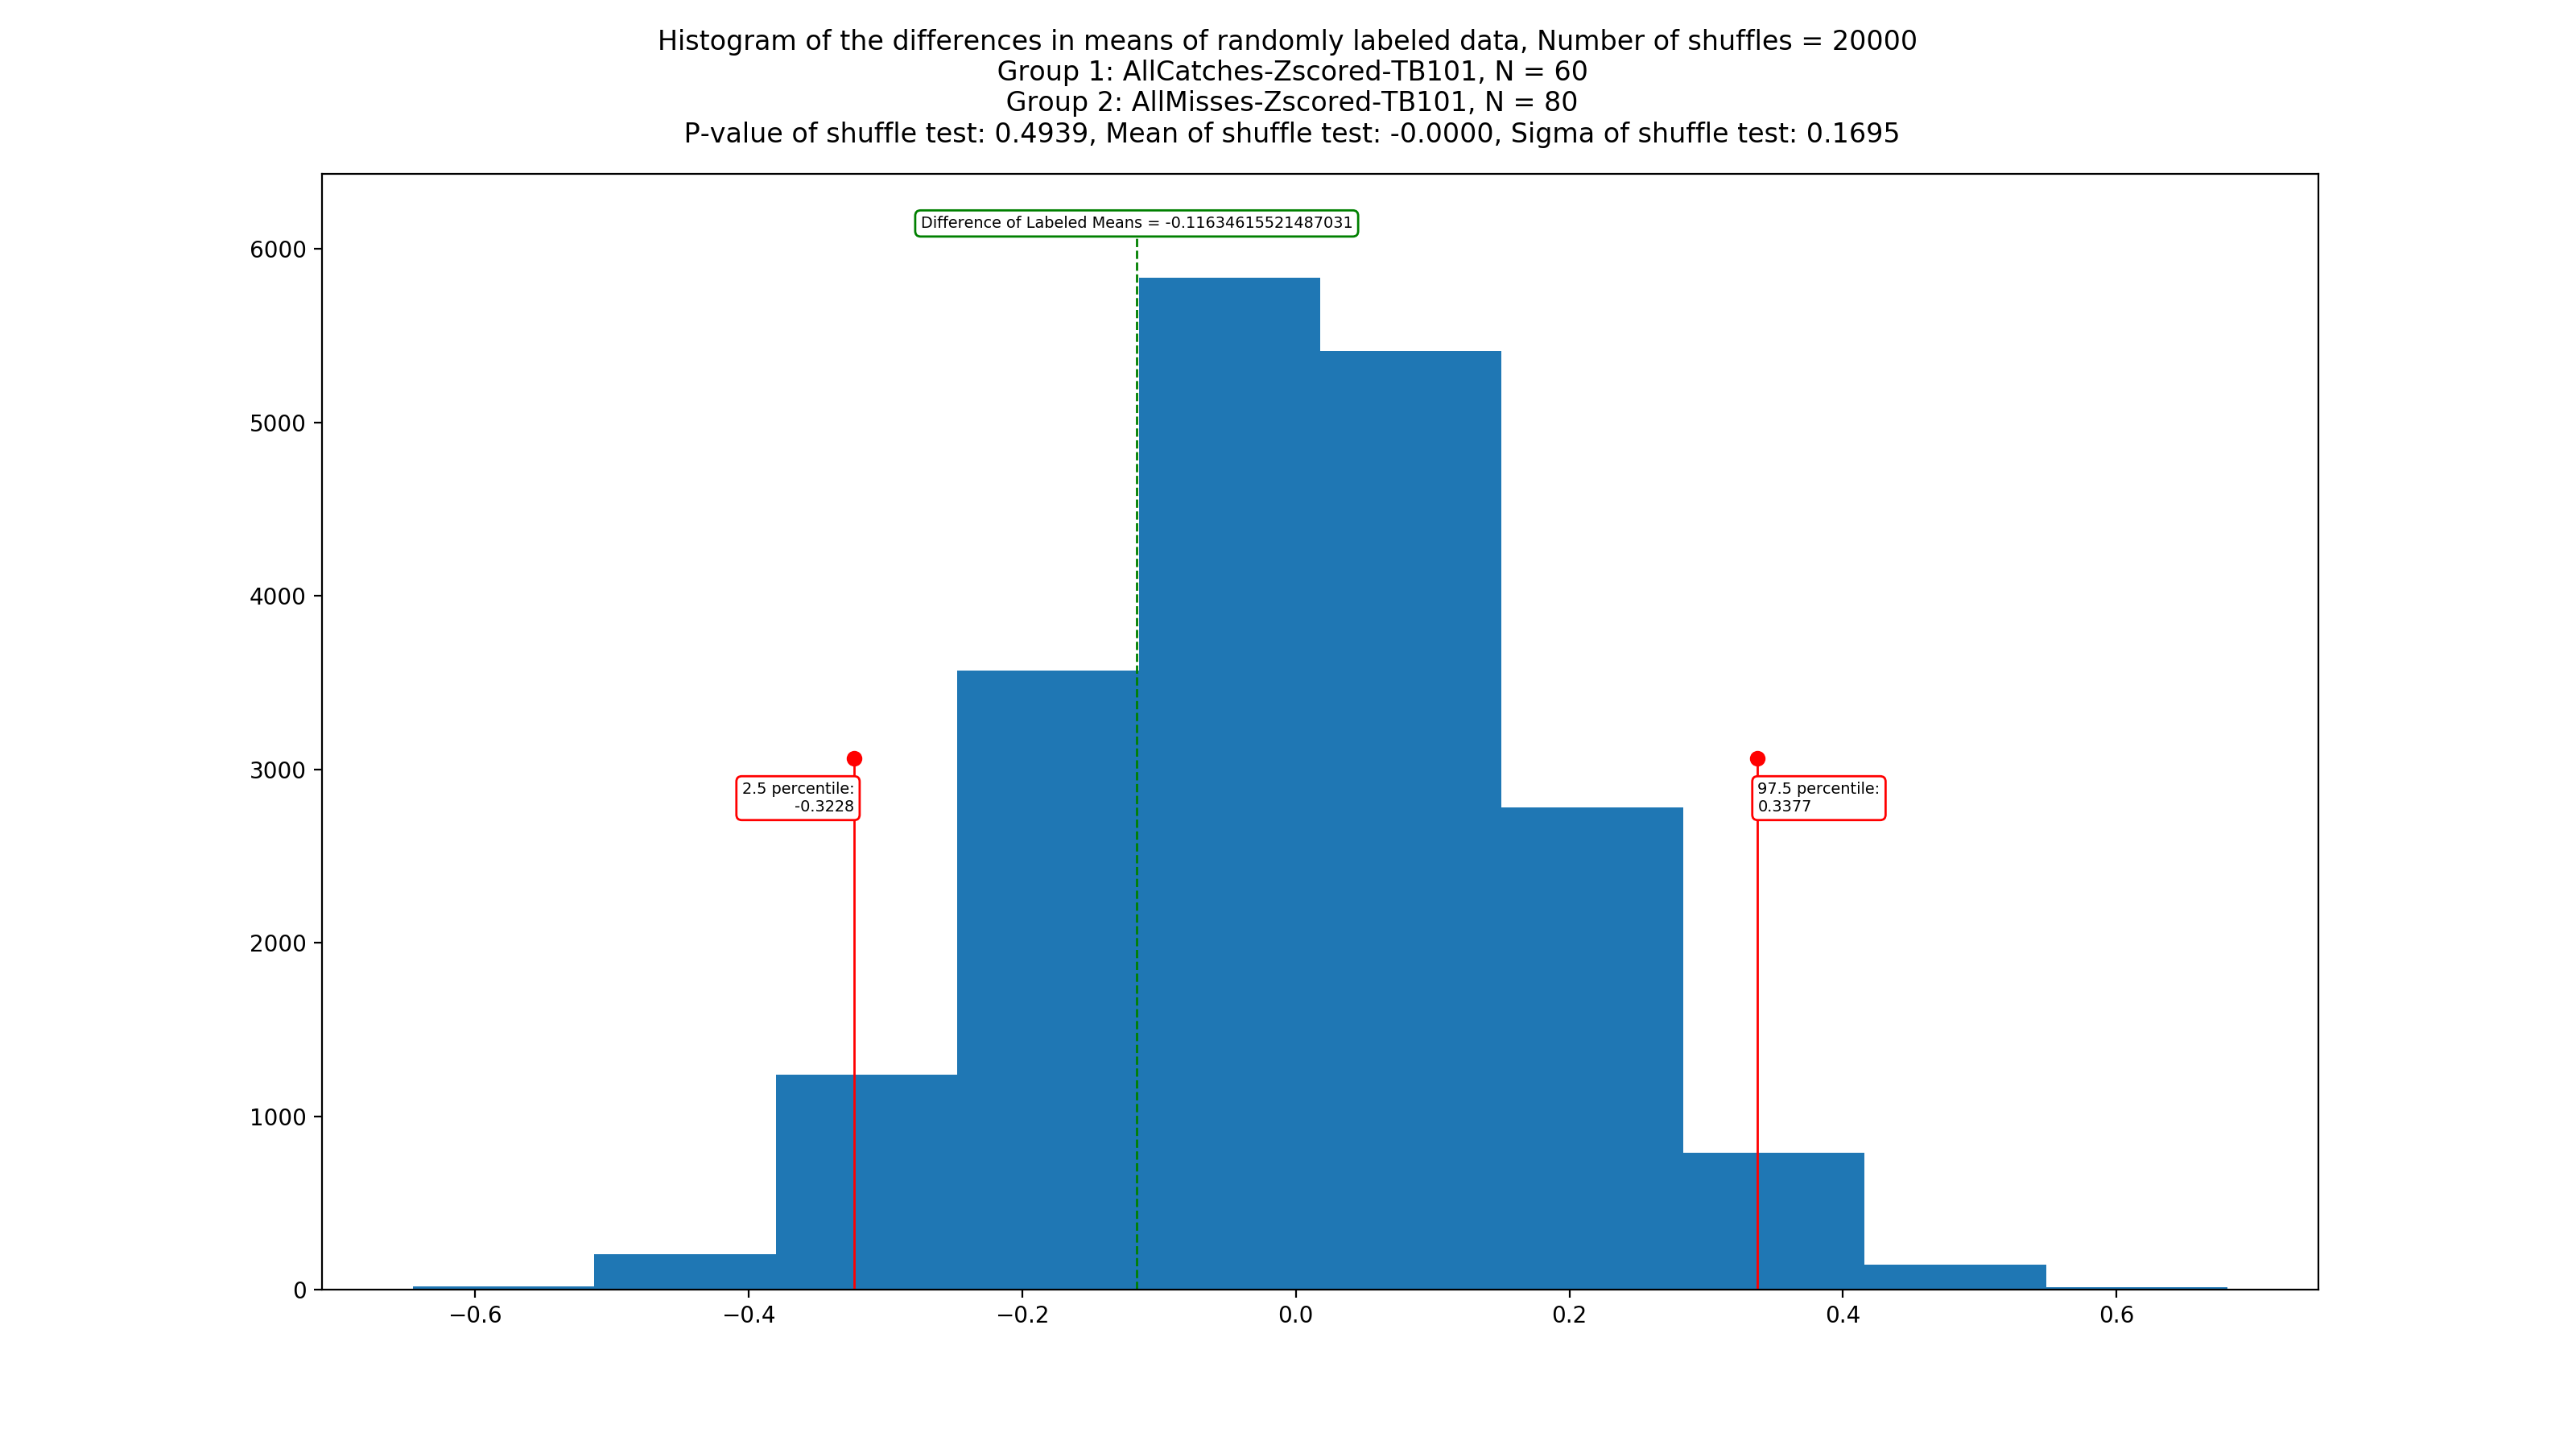 Histogram of the differences in means of randomly labeled data, Number of shuffles = 20000
Group 1: AllCatches-Zscored-TB101, N = 60
Group 2: AllMisses-Zscored-TB101, N = 80
P-value of shuffle test: 0.4939, Mean of shuffle test: -0.0000, Sigma of shuffle test: 0.1695
Difference of Labeled Means = -0.11634615521487031
6000
5000
4000
3000
2.5 percentile:
-0.3228
97.5 percentile:
0.3377
2000
1000
0
−0.6
−0.4
−0.2
0.0
0.2
0.4
0.6